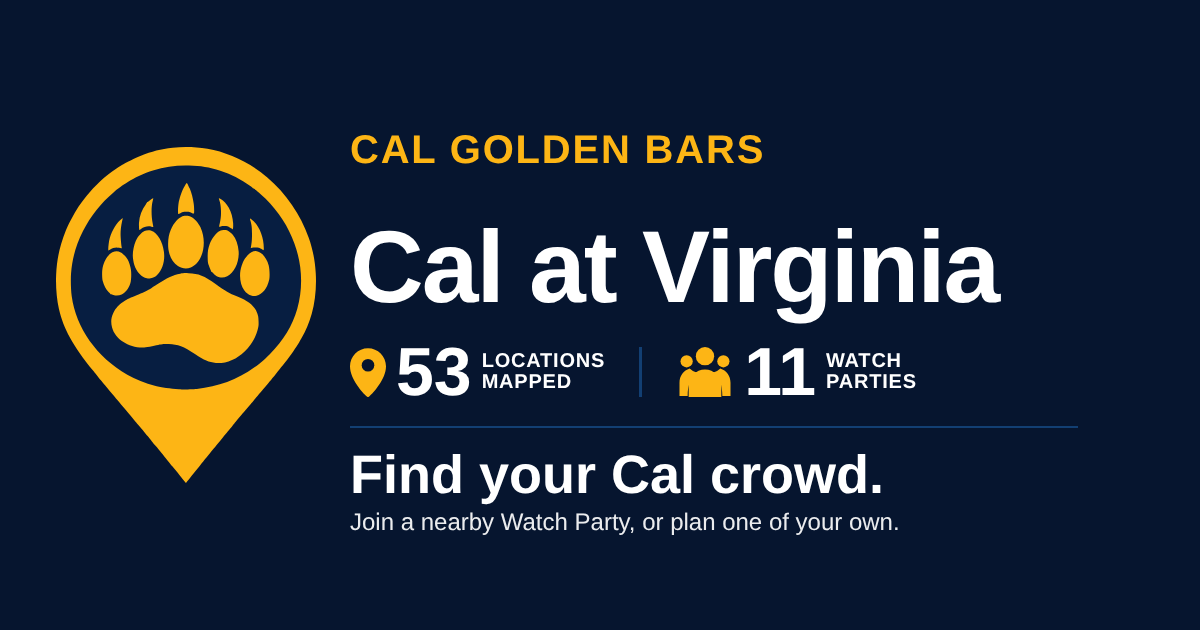 CAL GOLDEN BARS
Cal at Virginia
53 LOCATIONS MAPPED
11 WATCH PARTIES
Find your Cal crowd.
Join a nearby Watch Party, or plan one of your own.